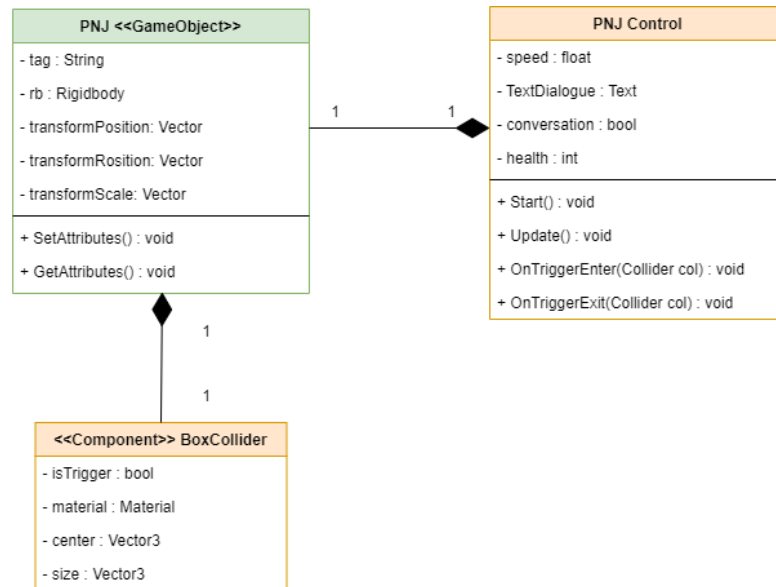 PNJ <<GameObject>>
- tag : String
- rb : Rigidbody
- transformPosition: Vector
- transformRosition: Vector
- transformScale: Vector
+ SetAttributes() : void
+ GetAttributes() : void
1
1
PNJ Control
- speed : float
- TextDialogue : Text
- conversation : bool
- health : int
+ Start() : void
+ Update() : void
+ OnTriggerEnter(Collider col) : void
+ OnTriggerExit(Collider col) : void
1
1
<<Component>> BoxCollider
- isTrigger : bool
- material : Material
- center : Vector3
- size : Vector3